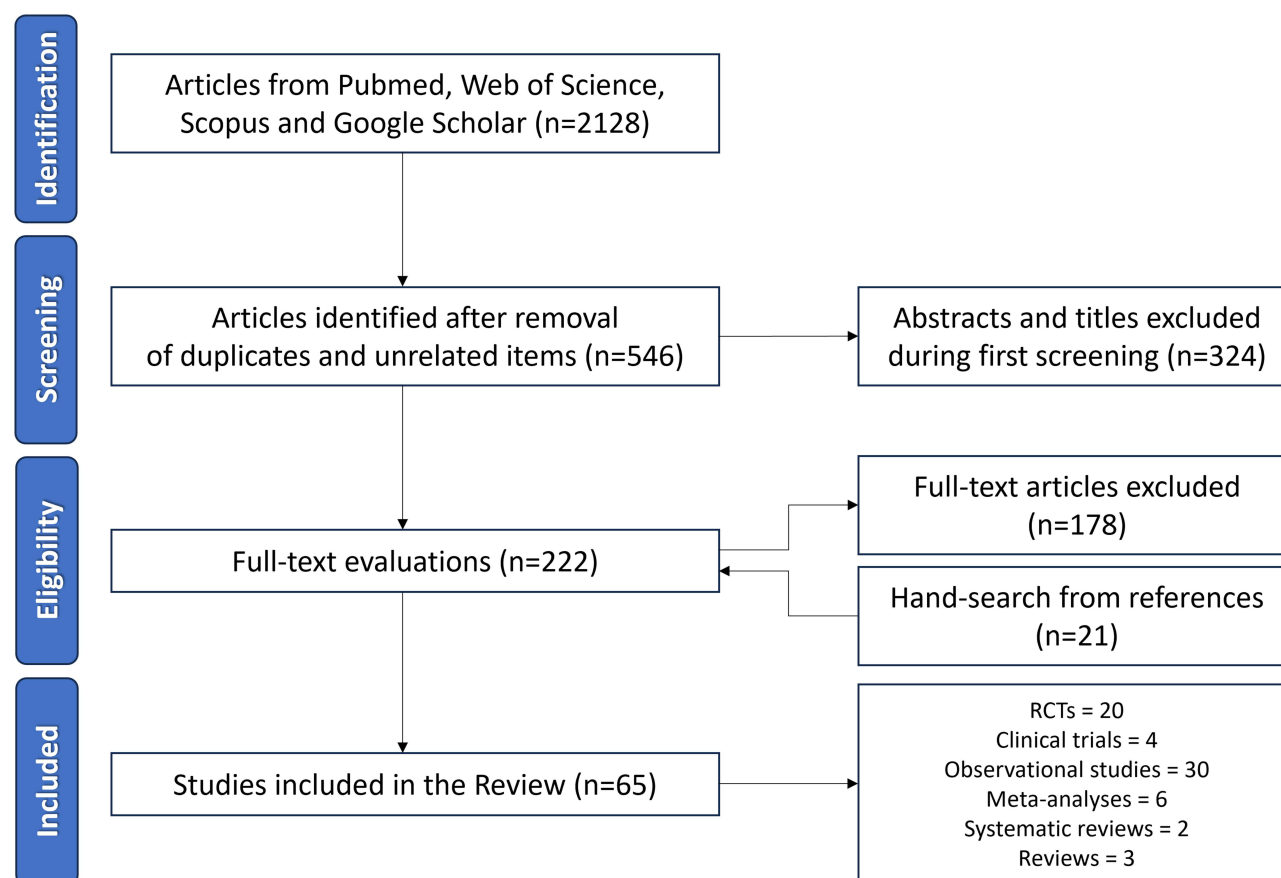 Identification
Articles from Pubmed, Web of Science,
Scopus and Google Scholar (n=2128)
Screening
Articles identified after removal
of duplicates and unrelated items (n=546)
Abstracts and titles excluded
during first screening (n=324)
Eligibility
Full-text evaluations (n=222)
Full-text articles excluded
(n=178)
Hand-search from references
(n=21)
Included
Studies included in the Review (n=65)
RCTs = 20
Clinical trials = 4
Observational studies = 30
Meta-analyses = 6
Systematic reviews = 2
Reviews = 3